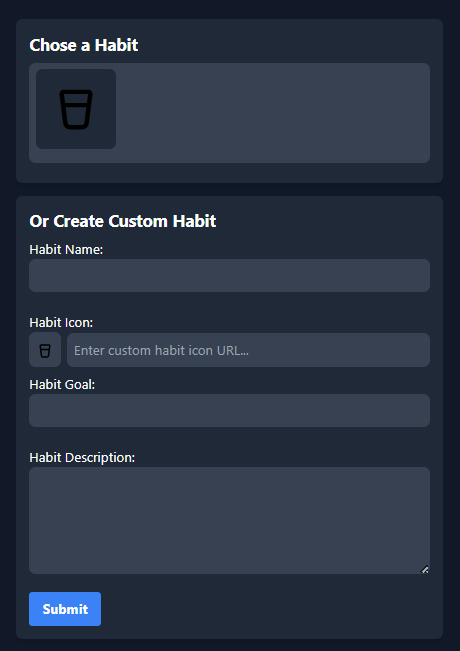 Chose a Habit
Or Create Custom Habit
Habit Name:
Habit Icon:
Enter custom habit icon URL...
Habit Goal:
Habit Description:
Submit